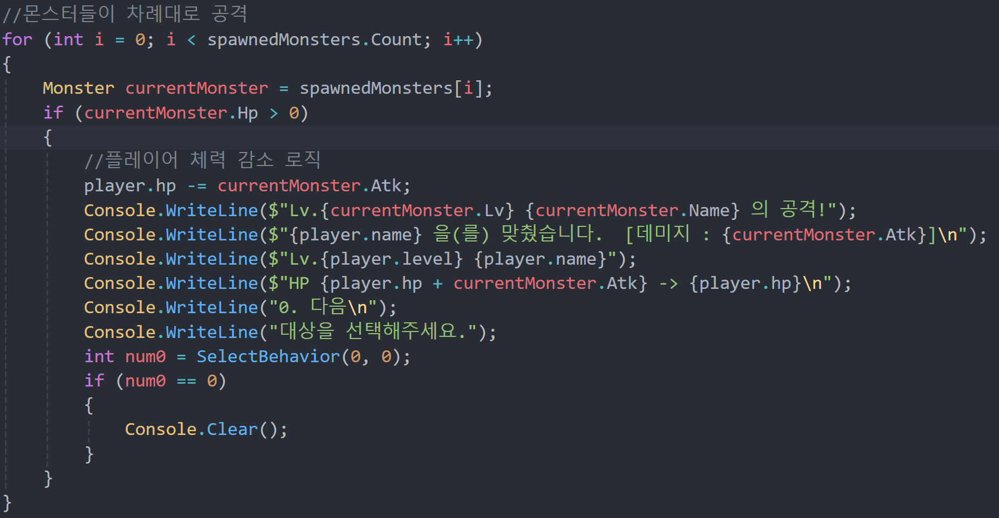 //몬스터들이 차례대로 공격
for (int i = 0; i < spawnedMonsters.Count; i++)
{
    Monster currentMonster = spawnedMonsters[i];
    if (currentMonster.Hp > 0)
    {
        //플레이어 체력 감소 로직
        player.hp -= currentMonster.Atk;
        Console.WriteLine($"Lv.{currentMonster.Lv} {currentMonster.Name} 의 공격!");
        Console.WriteLine($"{player.name} 을(를) 맞췄습니다.  [데미지 : {currentMonster.Atk}]\n");
        Console.WriteLine($"Lv.{player.level} {player.name}");
        Console.WriteLine($"HP {player.hp + currentMonster.Atk} -> {player.hp}\n");
        Console.WriteLine("0. 다음\n");
        Console.WriteLine("대상을 선택해주세요.");
        int num0 = SelectBehavior(0, 0);
        if (num0 == 0)
        {
            Console.Clear();
        }
    }
}